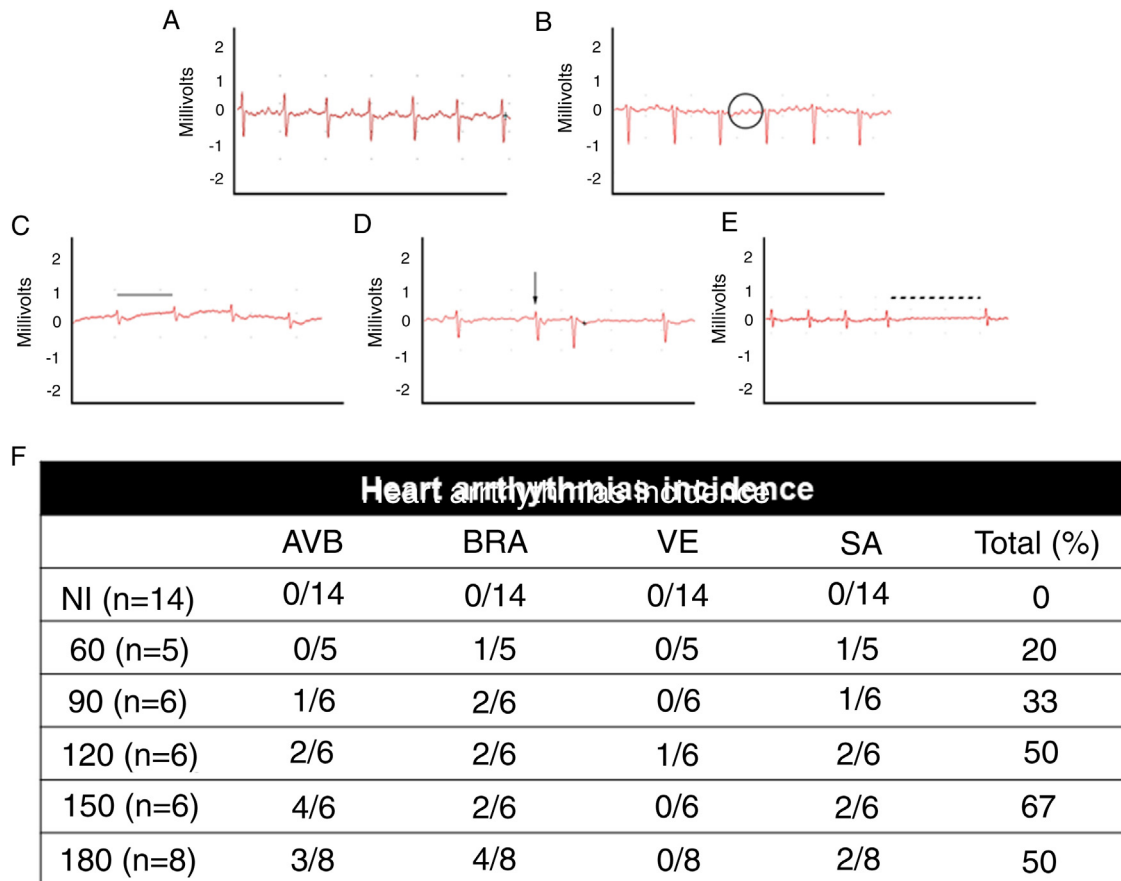 A
Millivolts
2
1
0
-1
-2
B
Millivolts
2
1
0
-1
-2
C
Millivolts
2
1
0
-1
-2
D
Millivolts
2
1
0
-1
-2
E
Millivolts
2
1
0
-1
-2
F
Heart arrhythmias incidence
AVB BRA VE SA Total (%)
NI (n=14) 0/14 0/14 0/14 0/14 0
60 (n=5) 0/5 1/5 0/5 1/5 20
90 (n=6) 1/6 2/6 0/6 1/6 33
120 (n=6) 2/6 2/6 1/6 2/6 50
150 (n=6) 4/6 2/6 0/6 2/6 67
180 (n=8) 3/8 4/8 0/8 2/8 50